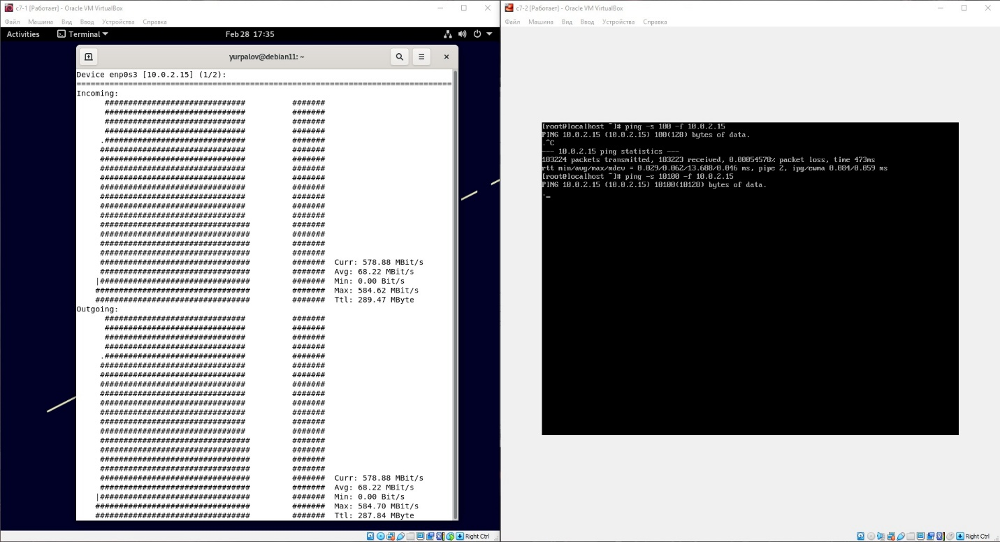 c7-1 [Работает] - Oracle VM VirtualBox
Файл Машина Вид Ввод Устройства Справка
Activities Terminal Feb 28 17:35
yurpalov@debian11: ~
Device enp0s3 [10.0.2.15] (1/2):
================================================================================
Incoming:
############################## #######
############################## #######
############################## #######
############################## #######
.############################## #######
############################### #######
############################### #######
############################### #######
############################### #######
############################### #######
############################### #######
############################### #######
############################### #######
################################ #######
################################ #######
################################ #######
################################ #######
################################ ####### Curr: 578.88 MBit/s
################################ ####### Avg: 68.22 MBit/s
|################################ ####### Min: 0.00 Bit/s
################################# ####### Max: 584.62 MBit/s
################################# ####### Ttl: 289.47 MByte
Outgoing:
############################## #######
############################## #######
############################## #######
############################## #######
.############################## #######
############################### #######
############################### #######
############################### #######
############################### #######
############################### #######
############################### #######
############################### #######
############################### #######
################################ #######
################################ #######
################################ #######
################################ #######
################################ ####### Curr: 578.88 MBit/s
################################ ####### Avg: 68.22 MBit/s
|################################ ####### Min: 0.00 Bit/s
################################# ####### Max: 584.70 MBit/s
################################# ####### Ttl: 287.84 MByte
Right Ctrl
c7-2 [Работает] - Oracle VM VirtualBox
Файл Машина Вид Ввод Устройства Справка
[root@localhost ~]# ping -s 100 -f 10.0.2.15
PING 10.0.2.15 (10.0.2.15) 100(128) bytes of data.
.^C
--- 10.0.2.15 ping statistics ---
183224 packets transmitted, 183223 received, 0.00054578% packet loss, time 473ms
rtt min/avg/max/mdev = 0.029/0.062/13.688/0.046 ms, pipe 2, ipg/ewma 0.084/0.059 ms
[root@localhost ~]# ping -s 10100 -f 10.0.2.15
PING 10.0.2.15 (10.0.2.15) 10100(10128) bytes of data.
._
Right Ctrl